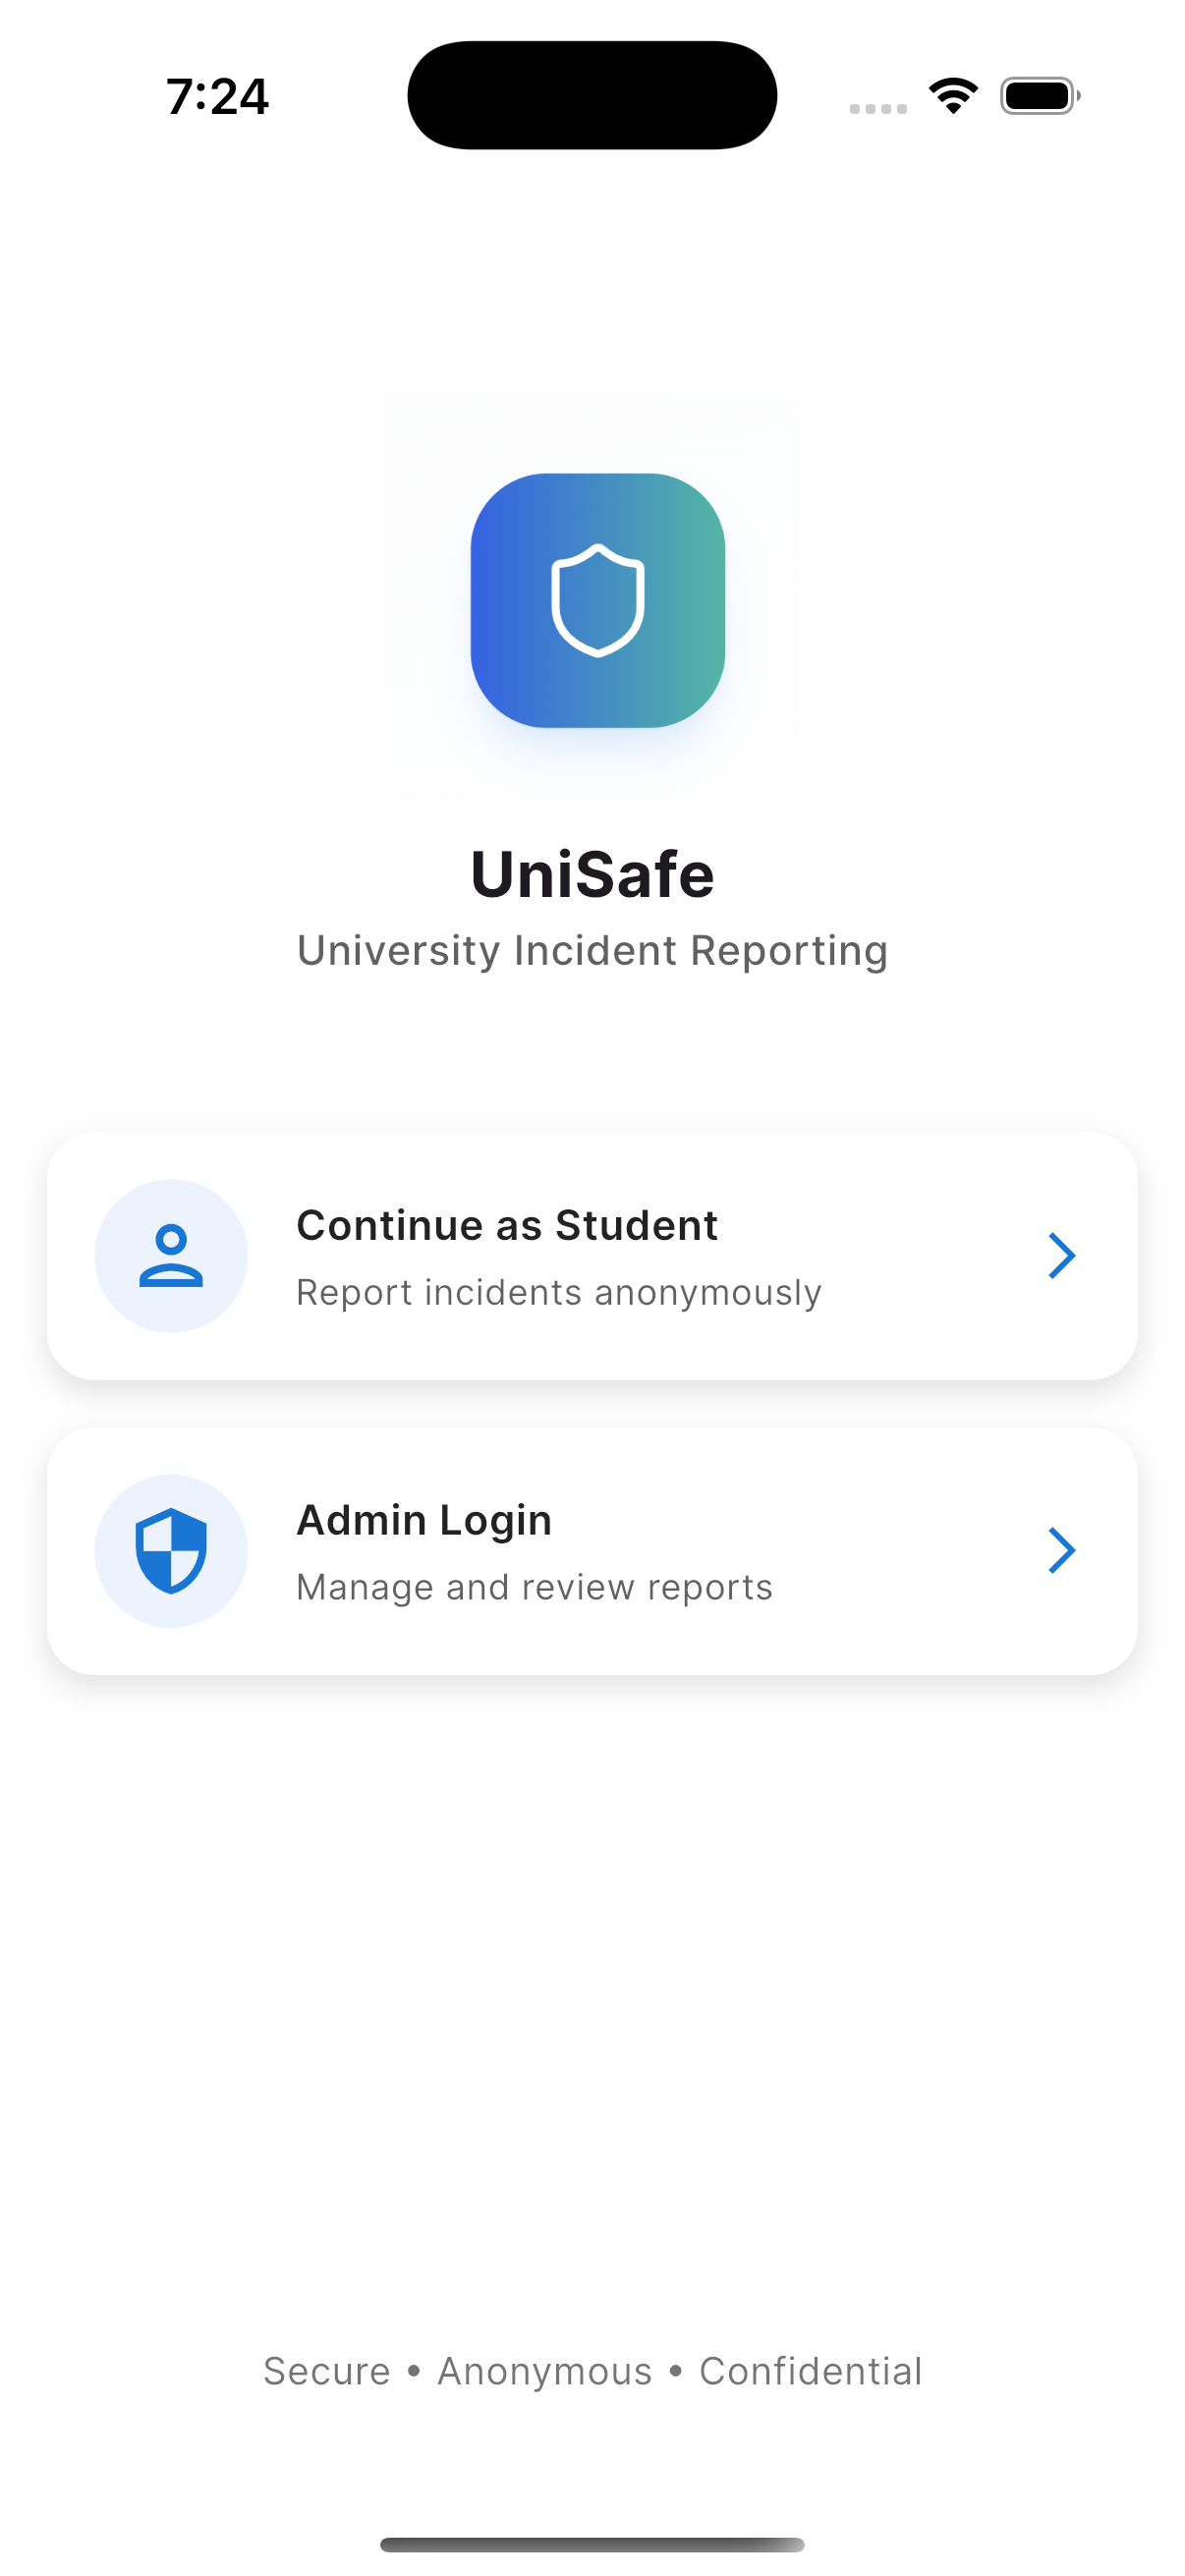 7:24
UniSafe
University Incident Reporting
Continue as Student
Report incidents anonymously
Admin Login
Manage and review reports
Secure • Anonymous • Confidential